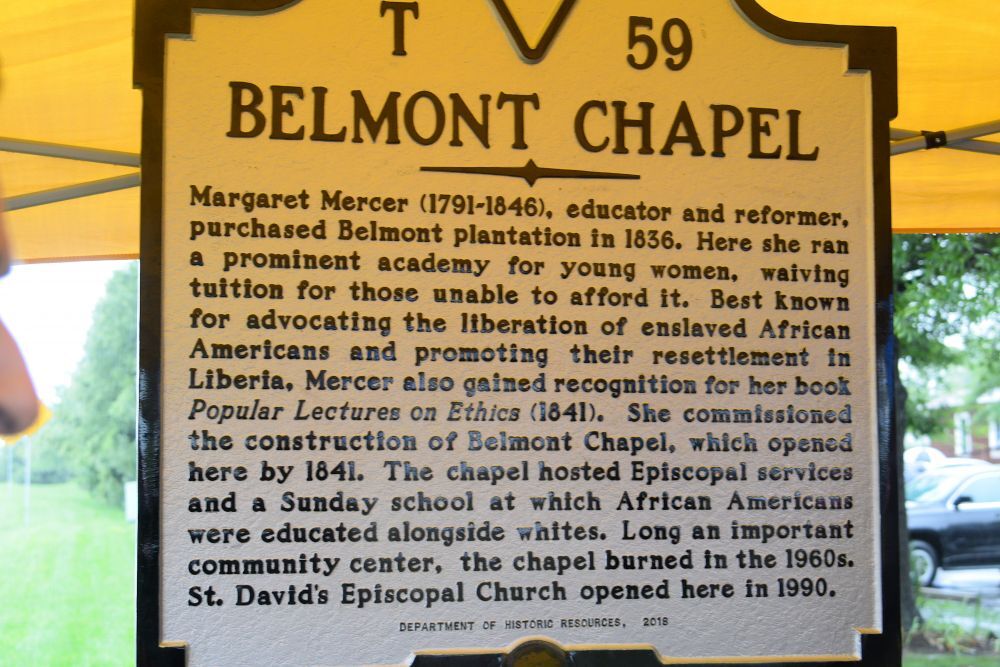 T 59
BELMONT CHAPEL
Margaret Mercer (1791-1846), educator and reformer,
purchased Belmont plantation in 1836. Here she ran
a prominent academy for young women, waiving
tuition for those unable to afford it. Best known
for advocating the liberation of enslaved African
Americans and promoting their resettlement in
Liberia, Mercer also gained recognition for her book
Popular Lectures on Ethics (1841). She commissioned
the construction of Belmont Chapel, which opened
here by 1841. The chapel hosted Episcopal services
and a Sunday school at which African Americans
were educated alongside whites. Long an important
community center, the chapel burned in the 1960s.
St. David's Episcopal Church opened here in 1990.
DEPARTMENT OF HISTORIC RESOURCES, 2018